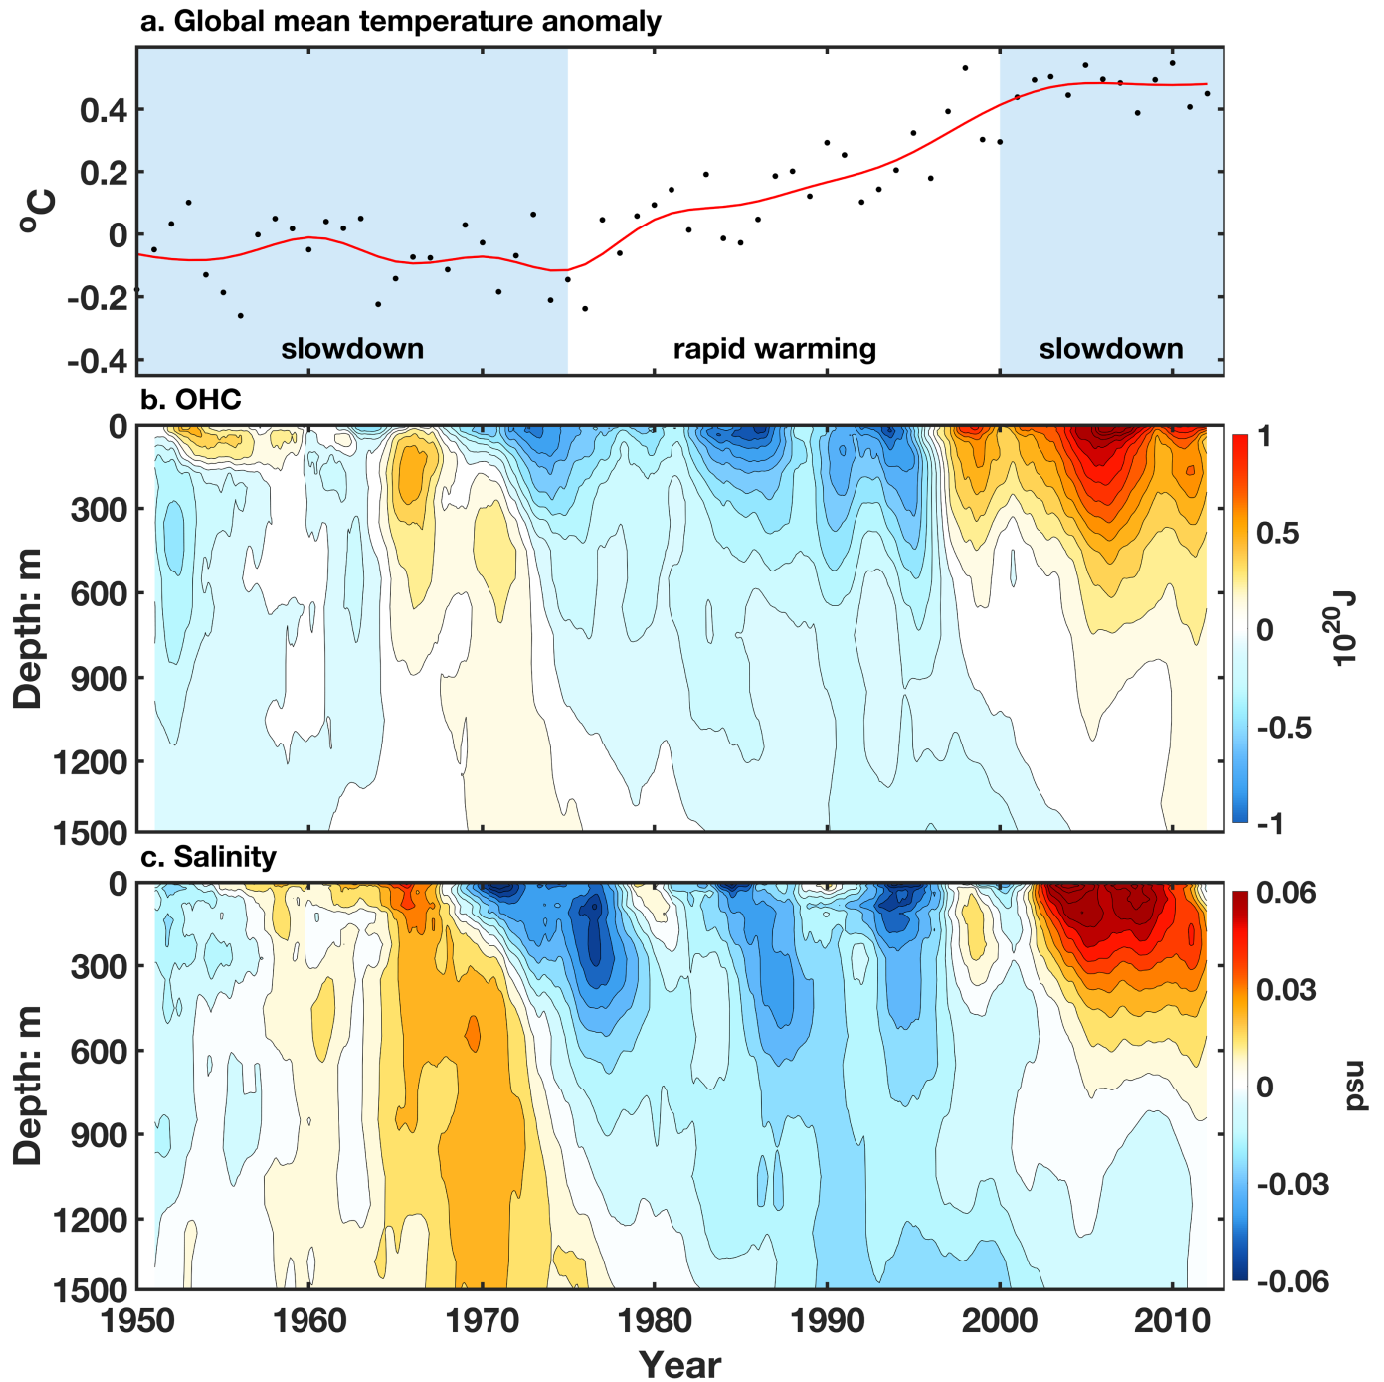 a. Global mean temperature anomaly
0.4
0.2
0
-0.2
-0.4
ºC
slowdown
rapid warming
slowdown
b. OHC
0
300
600
900
1200
1500
Depth: m
1
0.5
0
-0.5
-1
10²⁰J
c. Salinity
0
300
600
900
1200
1500
Depth: m
0.06
0.03
0
-0.03
-0.06
psu
1950 1960 1970 1980 1990 2000 2010
Year